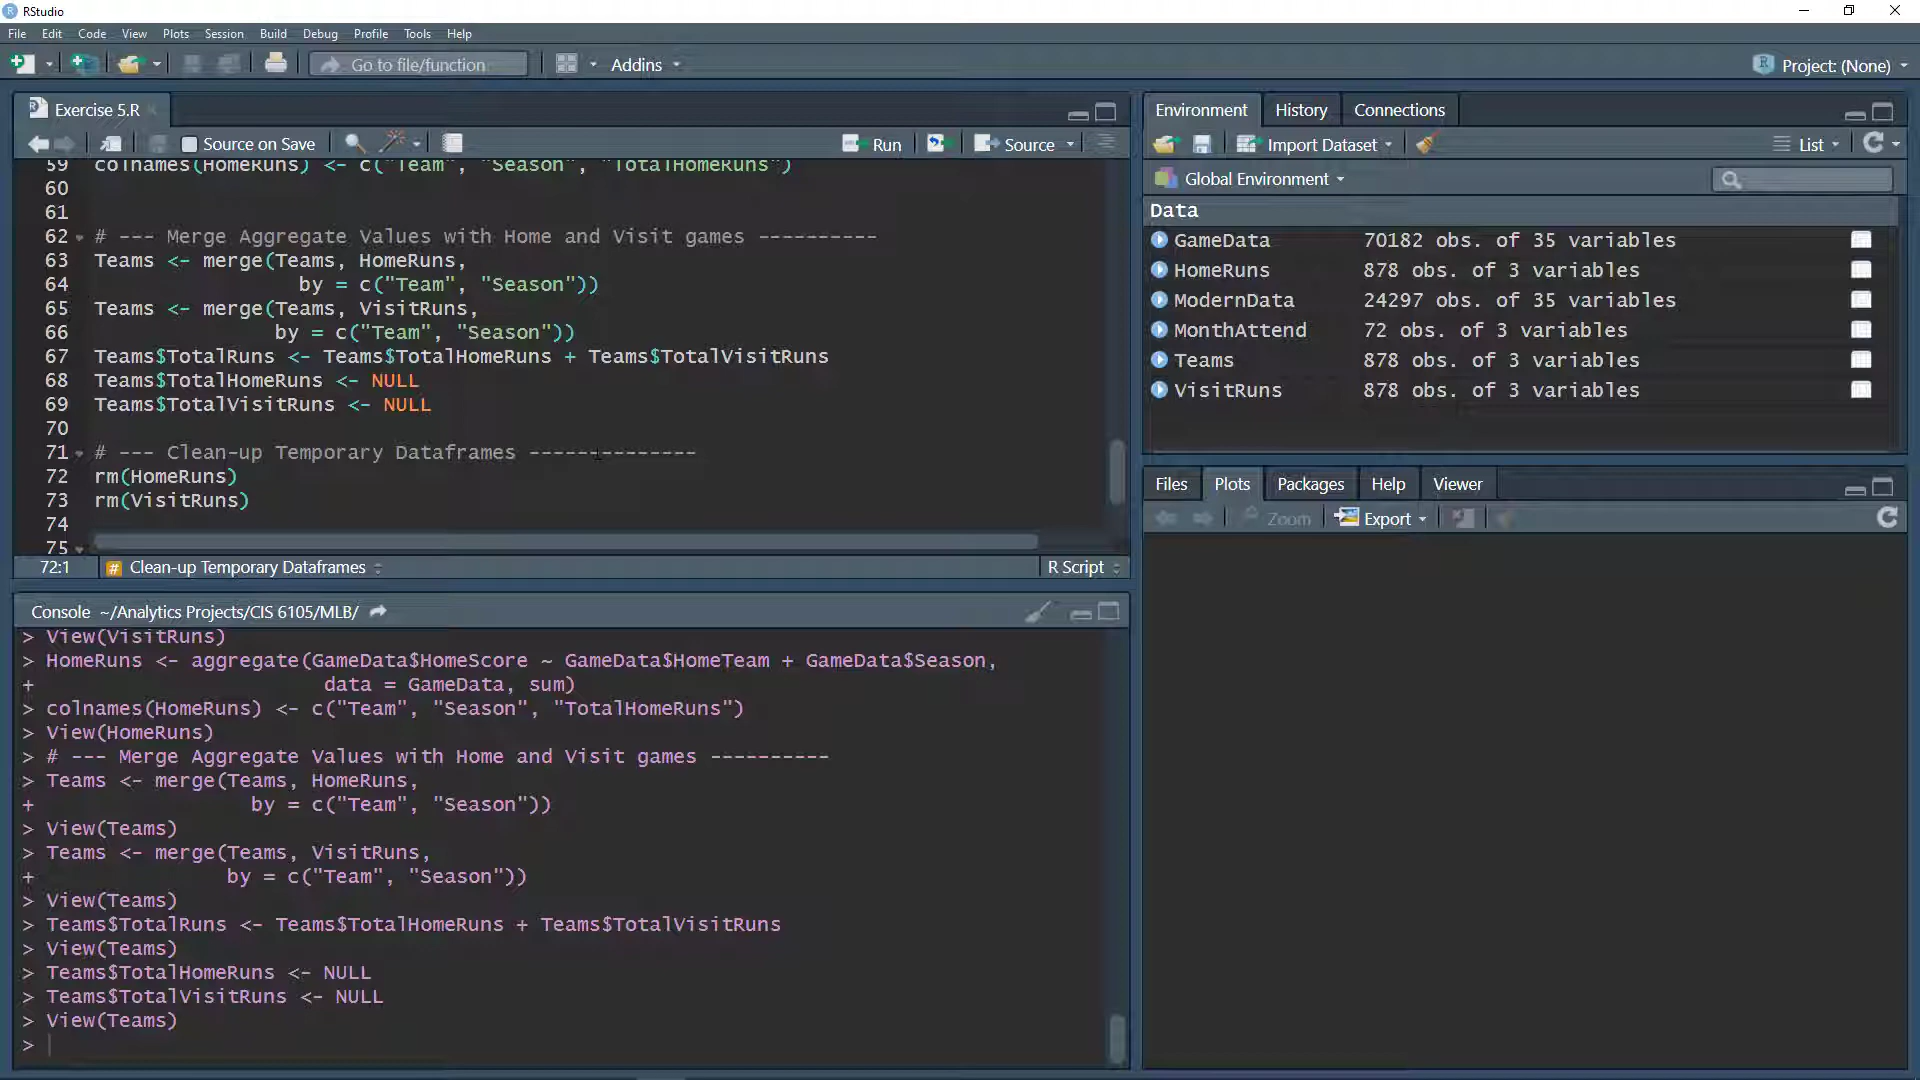 RStudio
File Edit Code View Plots Session Build Debug Profile Tools Help
Go to file/function Addins Project: (None)
Exercise 5.R
Source on Save Run Source
59 colnames(HomeRuns) <- c("Team", "Season", "TotalHomeRuns")
60
61
62 # --- Merge Aggregate Values with Home and Visit games ----------
63 Teams <- merge(Teams, HomeRuns,
64 by = c("Team", "Season"))
65 Teams <- merge(Teams, VisitRuns,
66 by = c("Team", "Season"))
67 Teams$TotalRuns <- Teams$TotalHomeRuns + Teams$TotalVisitRuns
68 Teams$TotalHomeRuns <- NULL
69 Teams$TotalVisitRuns <- NULL
70
71 # --- Clean-up Temporary Dataframes --------------
72 rm(HomeRuns)
73 rm(VisitRuns)
74
75
72:1 # Clean-up Temporary Dataframes R Script
Console ~/Analytics Projects/CIS 6105/MLB/
> View(VisitRuns)
> HomeRuns <- aggregate(GameData$HomeScore ~ GameData$HomeTeam + GameData$Season,
+ data = GameData, sum)
> colnames(HomeRuns) <- c("Team", "Season", "TotalHomeRuns")
> View(HomeRuns)
> # --- Merge Aggregate Values with Home and Visit games ----------
> Teams <- merge(Teams, HomeRuns,
+ by = c("Team", "Season"))
> View(Teams)
> Teams <- merge(Teams, VisitRuns,
+ by = c("Team", "Season"))
> View(Teams)
> Teams$TotalRuns <- Teams$TotalHomeRuns + Teams$TotalVisitRuns
> View(Teams)
> Teams$TotalHomeRuns <- NULL
> Teams$TotalVisitRuns <- NULL
> View(Teams)
>
Environment History Connections
Import Dataset List
Global Environment
Data
GameData 70182 obs. of 35 variables
HomeRuns 878 obs. of 3 variables
ModernData 24297 obs. of 35 variables
MonthAttend 72 obs. of 3 variables
Teams 878 obs. of 3 variables
VisitRuns 878 obs. of 3 variables
Files Plots Packages Help Viewer
Zoom Export